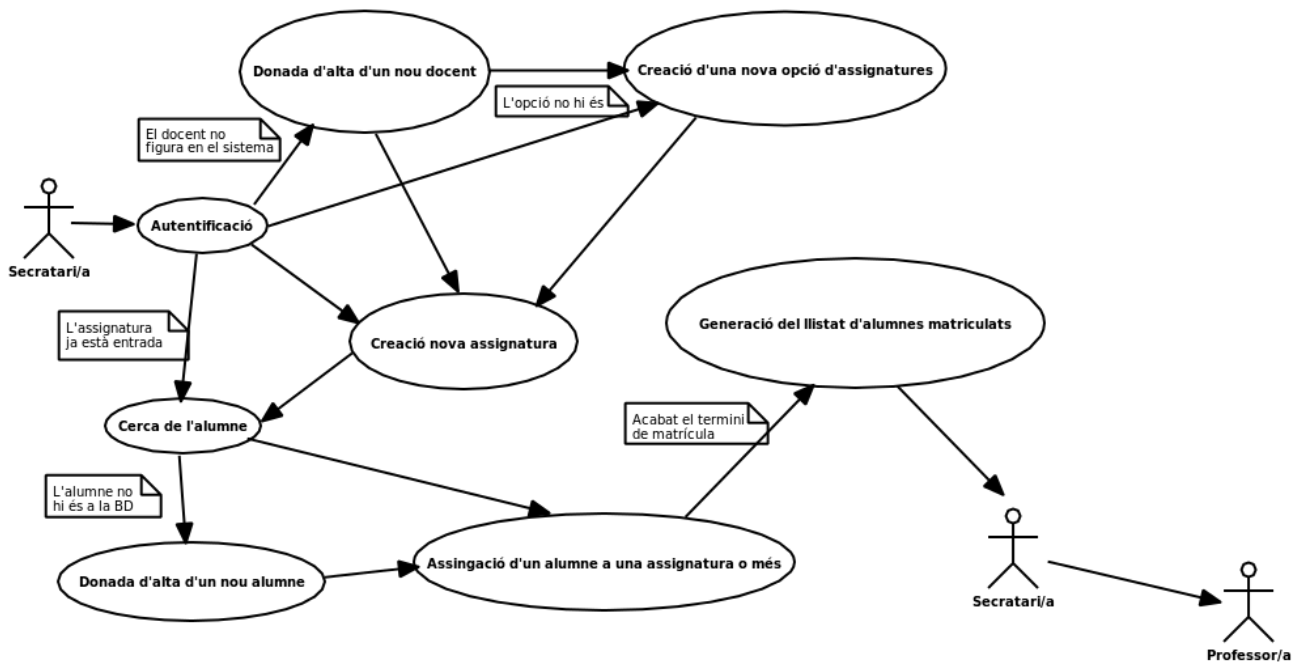 Donada d'alta d'un nou docent
Creació d'una nova opció d'assignatures
L'opció no hi és
El docent no
figura en el sistema
Autentificació
Secratari/a
L'assignatura
ja està entrada
Creació nova assignatura
Generació del llistat d'alumnes matriculats
Cerca de l'alumne
Acabat el termini
de matrícula
L'alumne no
hi és a la BD
Donada d'alta d'un nou alumne
Assingació d'un alumne a una assignatura o més
Secratari/a
Professor/a